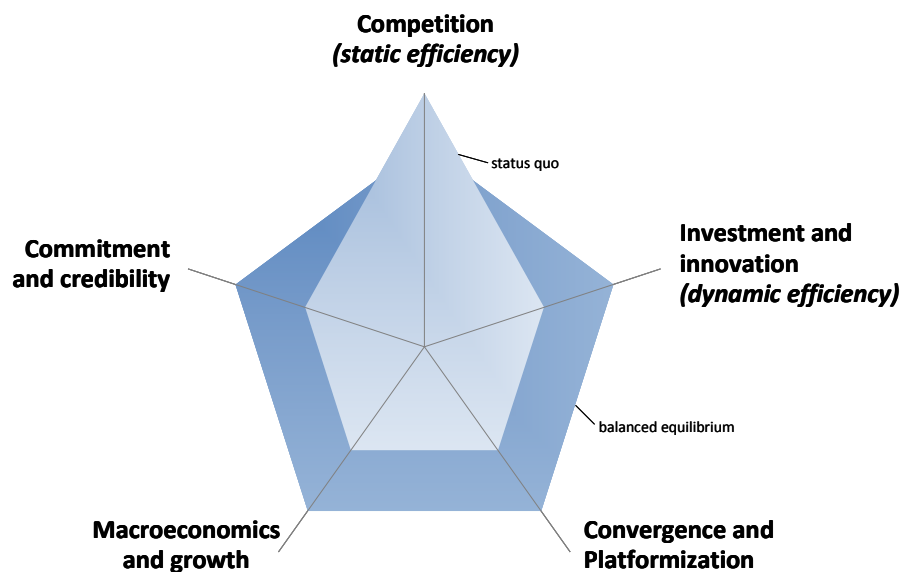 Competition
(static efficiency)
status quo
Investment and
innovation
(dynamic efficiency)
Commitment
and credibility
balanced equilibrium
Macroeconomics
and growth
Convergence and
Platformization